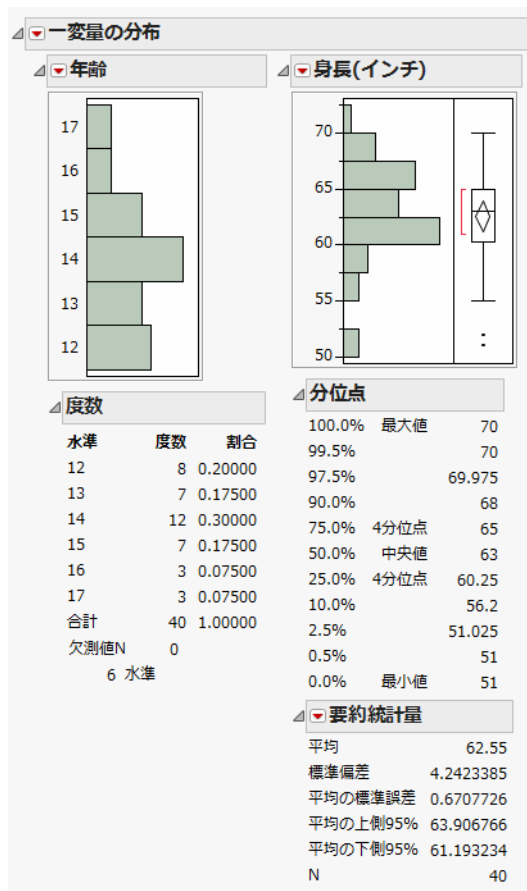 一変量の分布
年齢
17
16
15
14
13
12
度数
水準 度数 割合
12 8 0.20000
13 7 0.17500
14 12 0.30000
15 7 0.17500
16 3 0.07500
17 3 0.07500
合計 40 1.00000
欠測値N 0
6 水準
身長(インチ)
70
65
60
55
50
分位点
100.0% 最大値 70
99.5% 70
97.5% 69.975
90.0% 68
75.0% 4分位点 65
50.0% 中央値 63
25.0% 4分位点 60.25
10.0% 56.2
2.5% 51.025
0.5% 51
0.0% 最小値 51
要約統計量
平均 62.55
標準偏差 4.2423385
平均の標準誤差 0.6707726
平均の上側95% 63.906766
平均の下側95% 61.193234
N 40